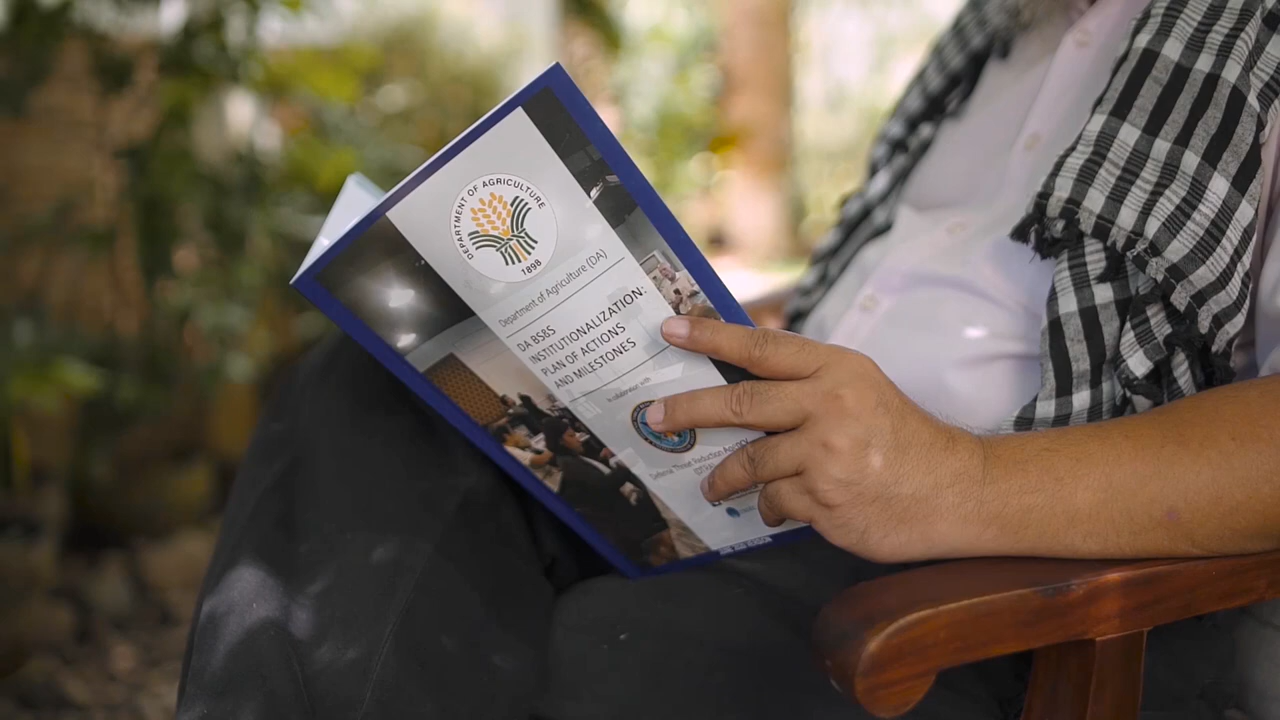 DEPARTMENT OF AGRICULTURE
1898
Department of Agriculture (DA)
DA BS&S
INSTITUTIONALIZATION:
PLAN OF ACTIONS
AND MILESTONES
In collaboration with
Defense Threat Reduction Agency